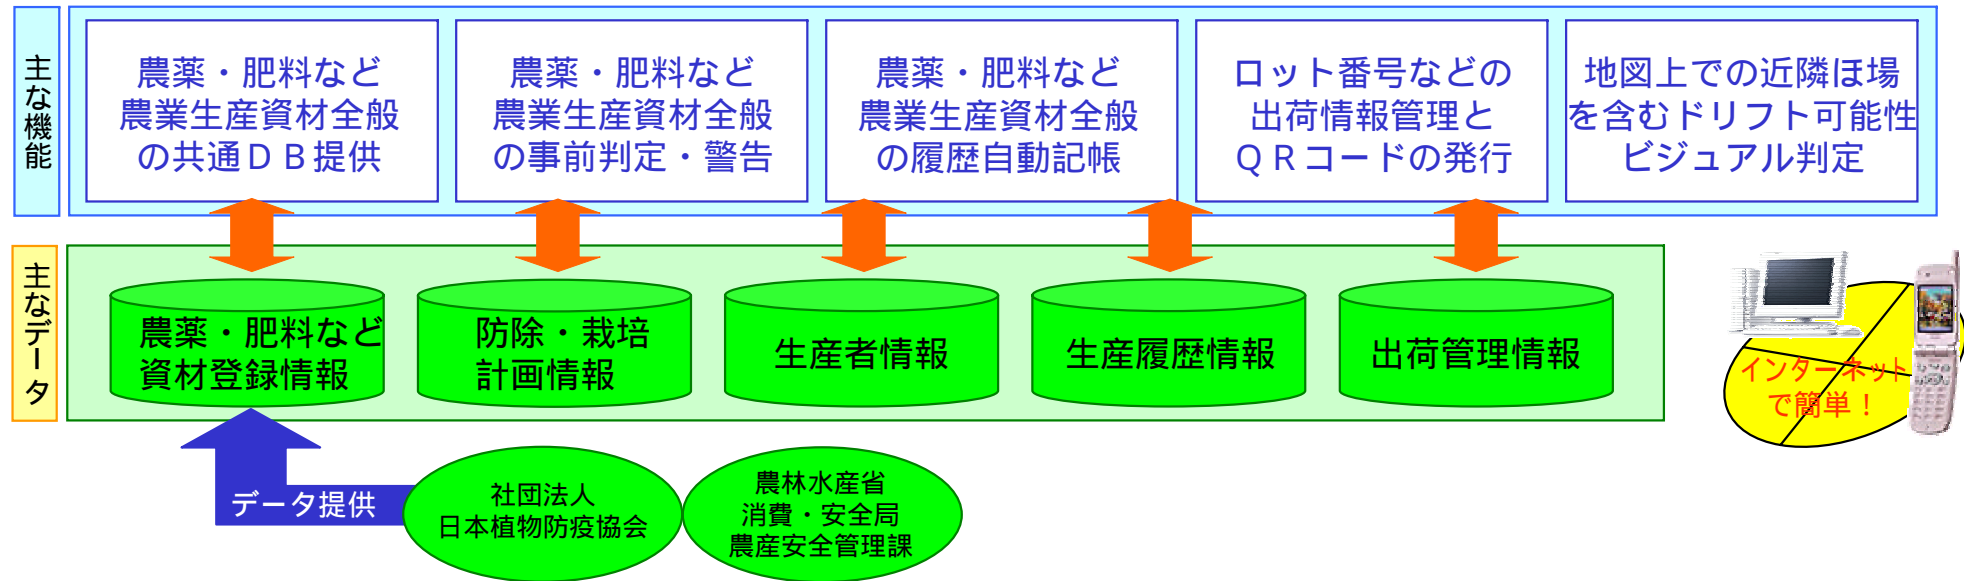 主な機能
農薬・肥料など
農業生産資材全般
の共通ＤＢ提供
農薬・肥料など
農業生産資材全般
の事前判定・警告
農薬・肥料など
農業生産資材全般
の履歴自動記帳
ロット番号などの
出荷情報管理と
ＱＲコードの発行
地図上での近隣ほ場
を含むドリフト可能性
ビジュアル判定
主なデータ
農薬・肥料など
資材登録情報
防除・栽培
計画情報
生産者情報
生産履歴情報
出荷管理情報
インターネット
で簡単！
データ提供
社団法人
日本植物防疫協会
農林水産省
消費・安全局
農産安全管理課